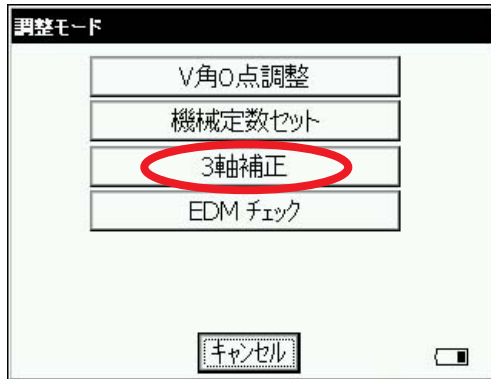 調整モード
V角0点調整
機械定数セット
3軸補正
EDM チェック
キャンセル